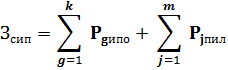 Зсип = ∑_{g=1}^{k} Pgипо + ∑_{j=1}^{m} Pjпил